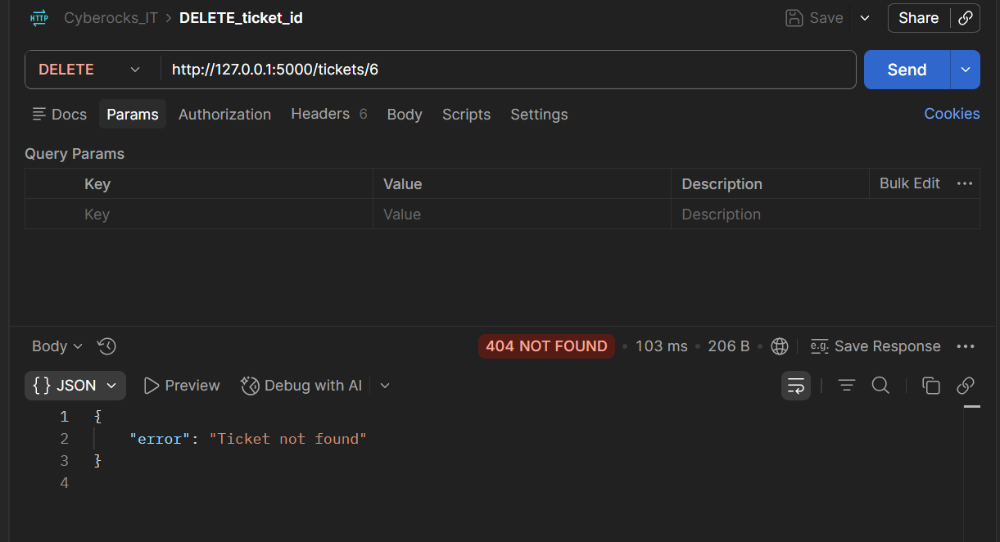 HTTP Cyberocks_IT > DELETE_ticket_id Save Share
DELETE http://127.0.0.1:5000/tickets/6 Send
Docs Params Authorization Headers 6 Body Scripts Settings Cookies
Query Params
Key Value Description Bulk Edit ...
Key Value Description
Body 404 NOT FOUND • 103 ms • 206 B • e.g. Save Response ...
{} JSON Preview Debug with AI
1 {
2 "error": "Ticket not found"
3 }
4